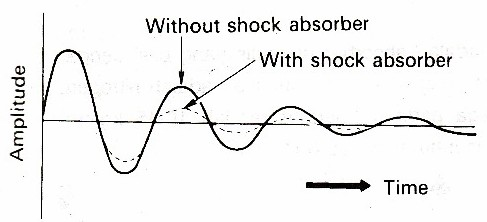 Without shock absorber
With shock absorber
Amplitude
Time